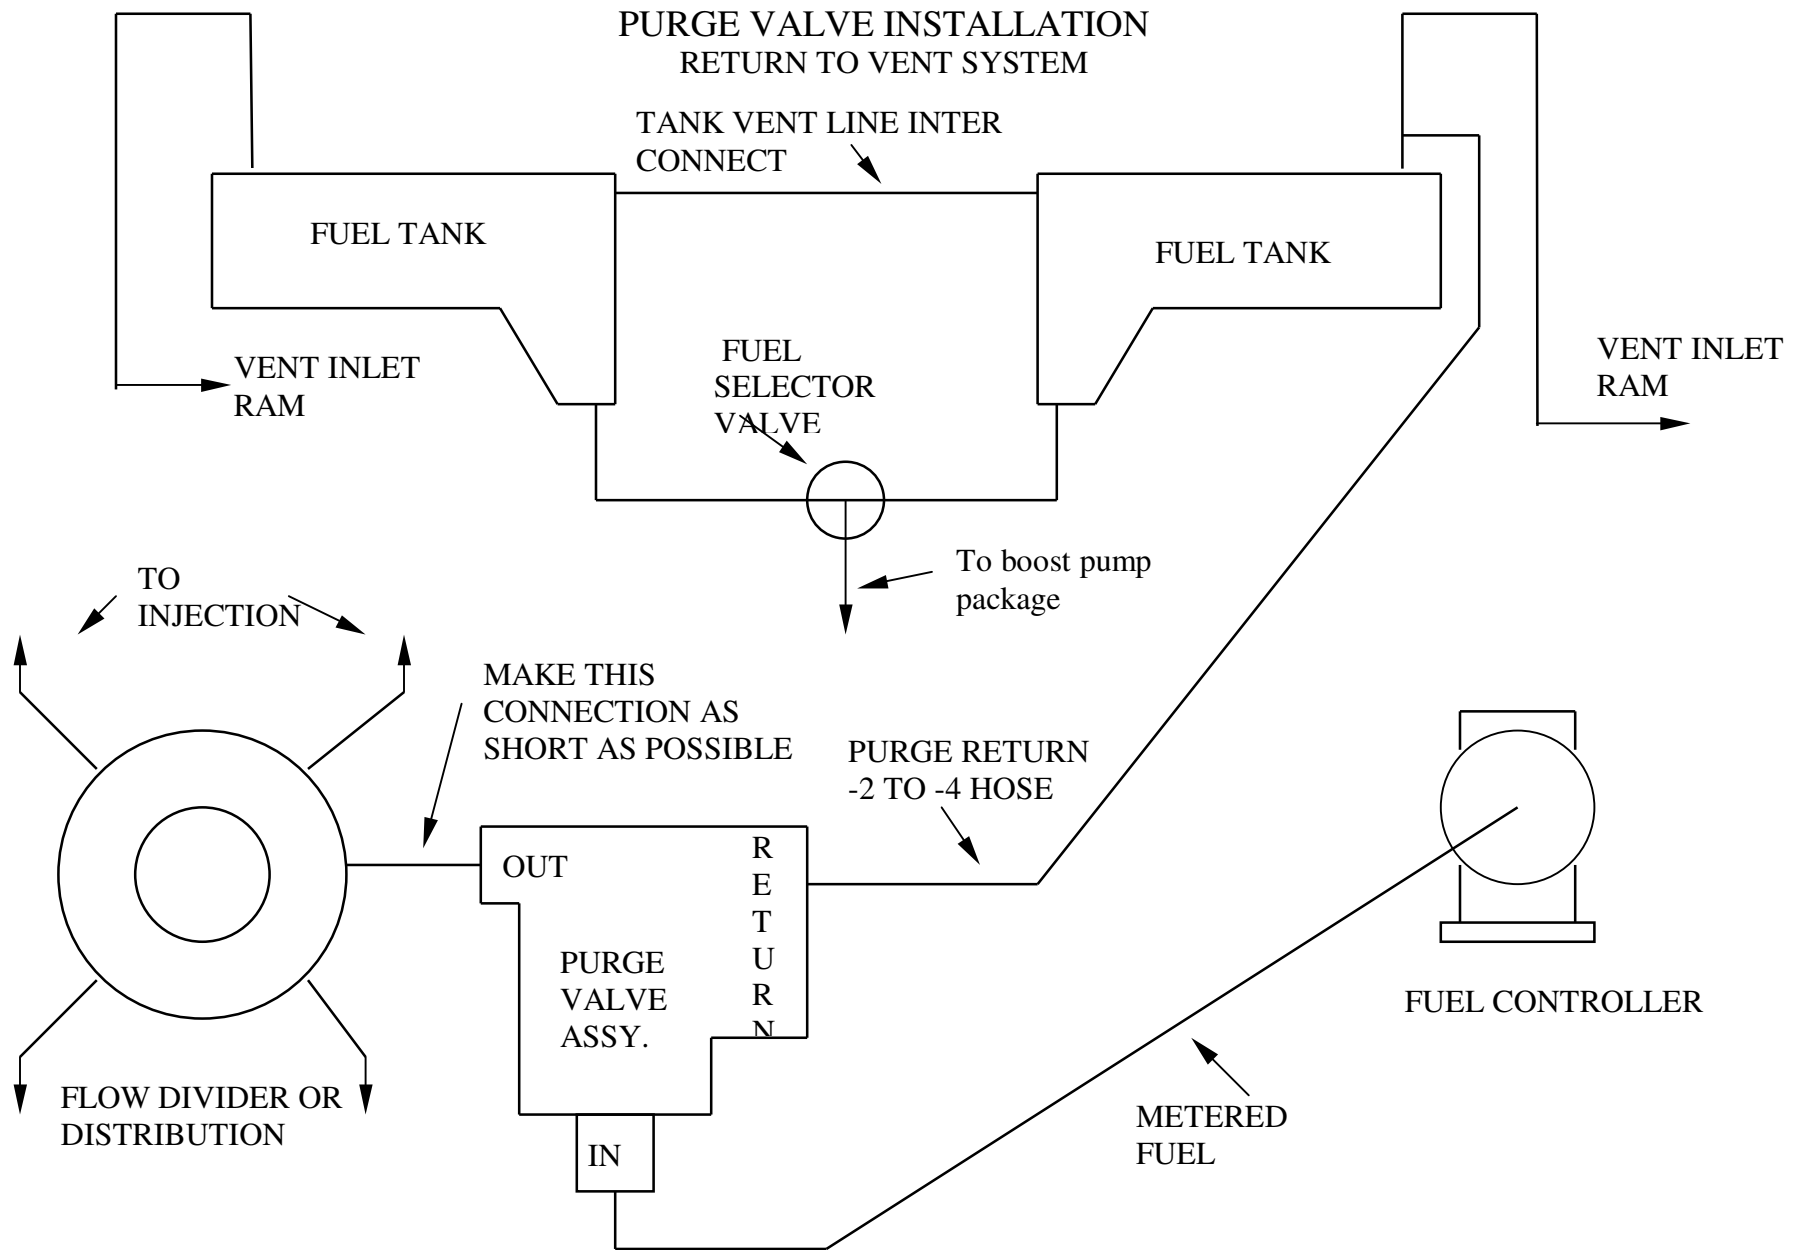 PURGE VALVE INSTALLATION
RETURN TO VENT SYSTEM
TANK VENT LINE INTER
CONNECT
FUEL TANK
FUEL TANK
VENT INLET
RAM
FUEL
SELECTOR
VALVE
VENT INLET
RAM
To boost pump
package
TO
INJECTION
MAKE THIS
CONNECTION AS
SHORT AS POSSIBLE
PURGE RETURN
-2 TO -4 HOSE
OUT
R
E
T
U
R
N
PURGE
VALVE
ASSY.
FUEL CONTROLLER
FLOW DIVIDER OR
DISTRIBUTION
METERED
FUEL
IN